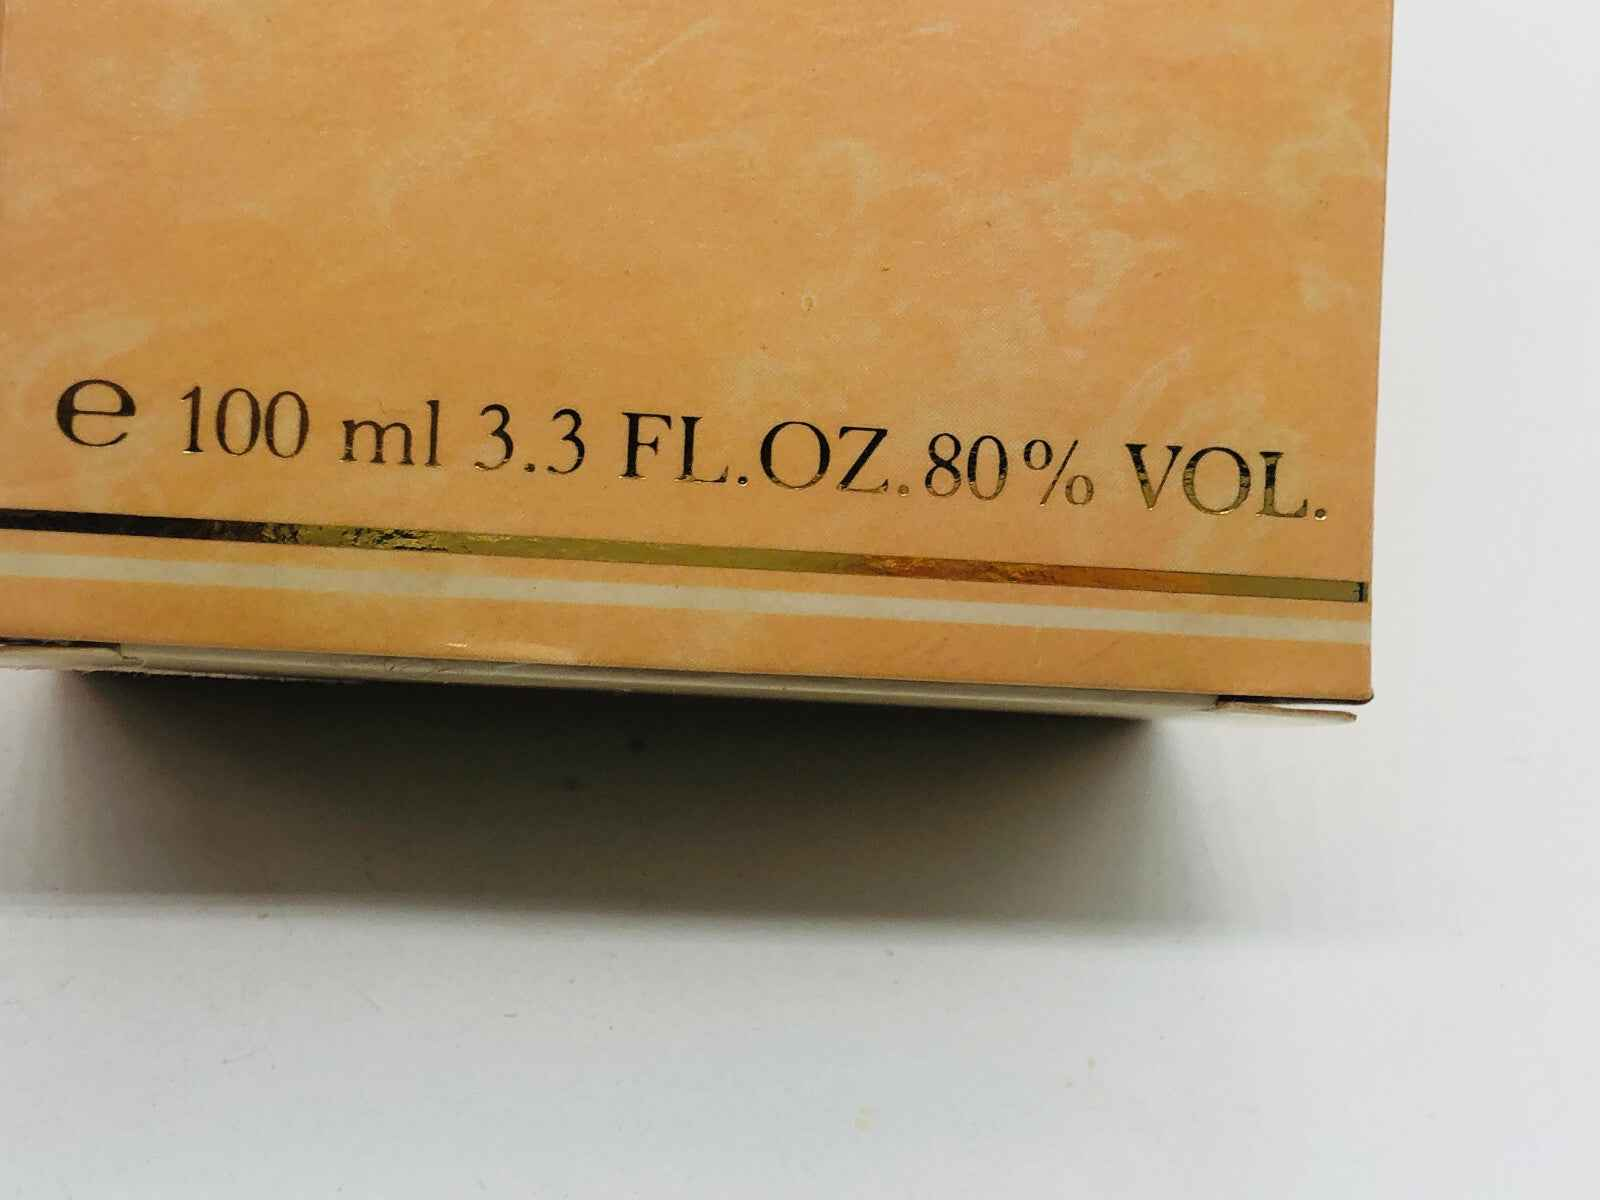 ℮ 100 ml 3.3 FL.OZ. 80% VOL.